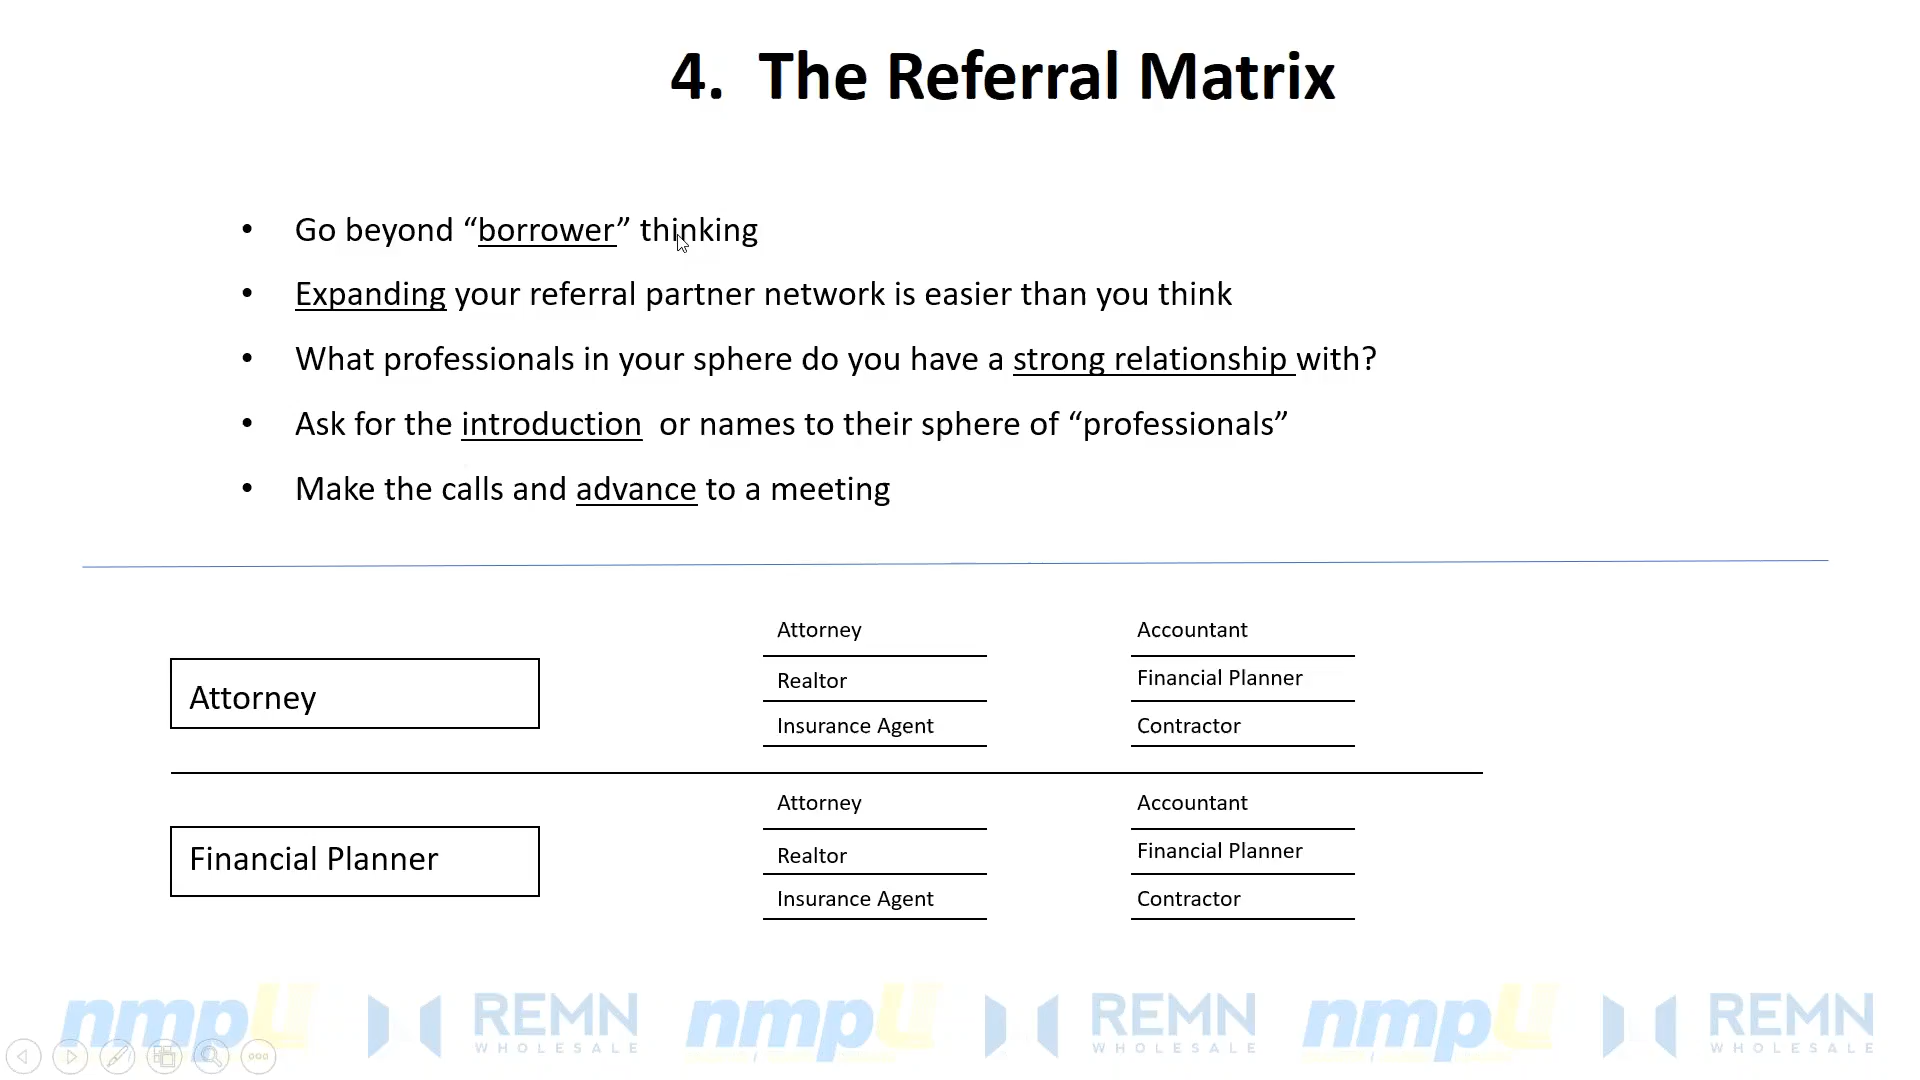 4. The Referral Matrix
• Go beyond “borrower” thinking
• Expanding your referral partner network is easier than you think
• What professionals in your sphere do you have a strong relationship with?
• Ask for the introduction or names to their sphere of “professionals”
• Make the calls and advance to a meeting
Attorney
Attorney
Accountant
Realtor
Financial Planner
Insurance Agent
Contractor
Financial Planner
Attorney
Accountant
Realtor
Financial Planner
Insurance Agent
Contractor
nmpU
REMN
WHOLESALE
nmpU
REMN
WHOLESALE
nmpU
REMN
WHOLESALE